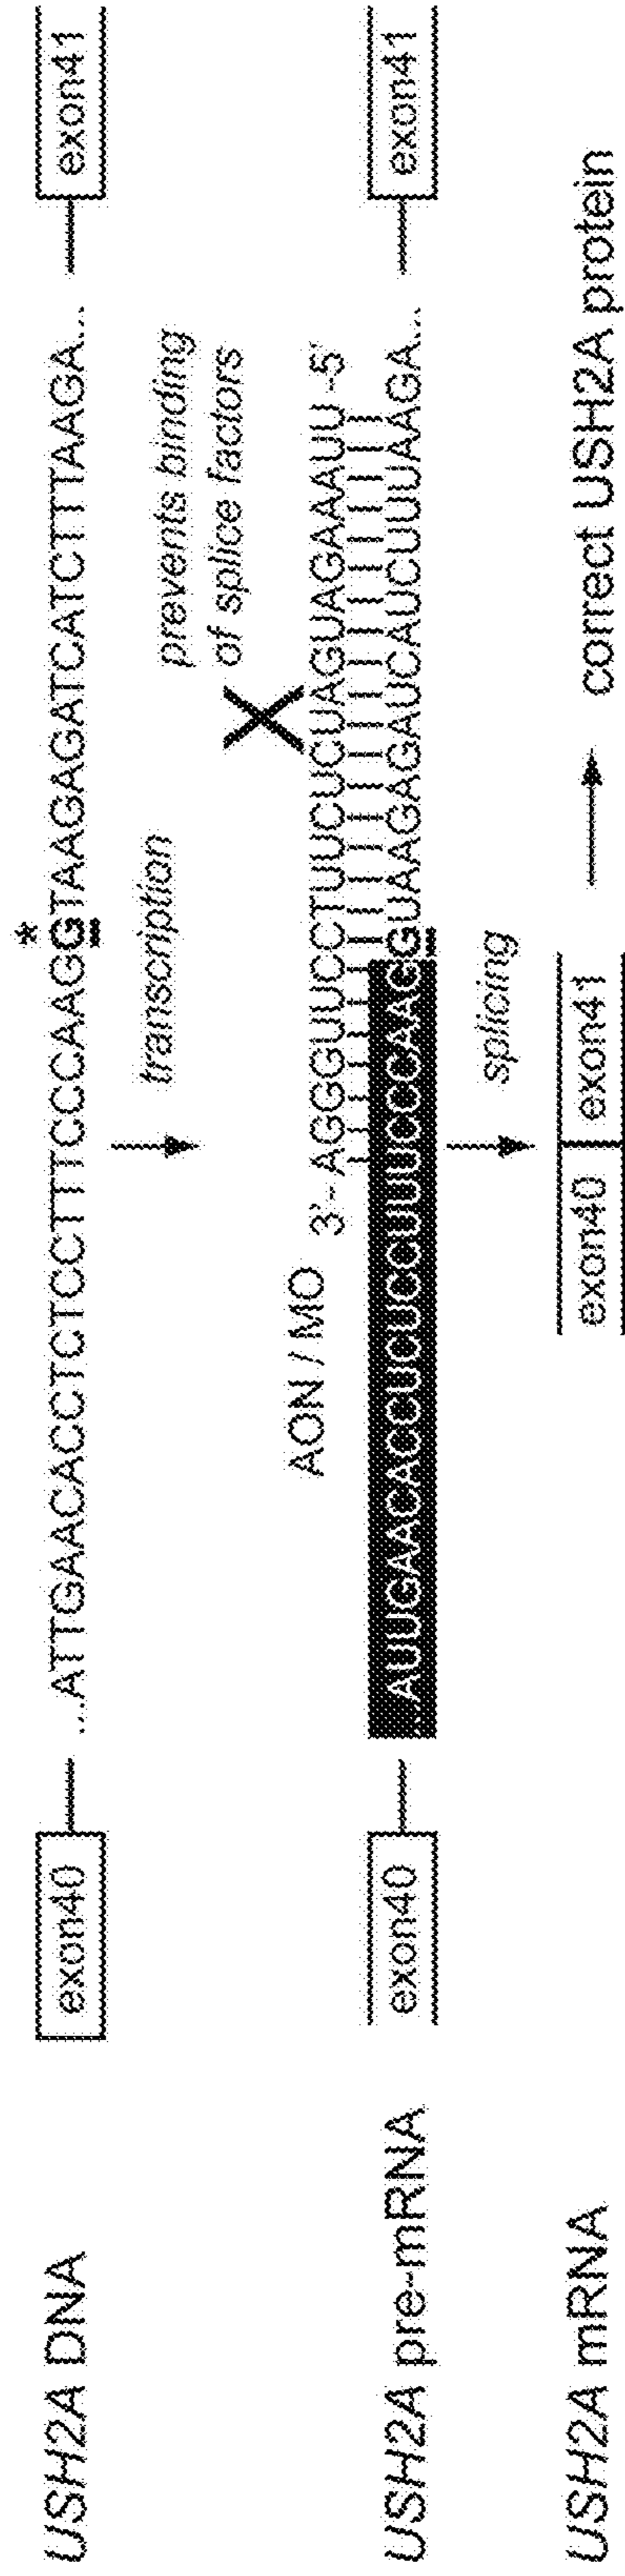 *
USH2A DNA exon40 ...ATTGAACACCTCTCCTTTCCCAAGGTAAGAGATCATCTTTAAGA... exon41
transcription
prevents binding
of splice factors
X
AON / MO
3'- AGGGUUCCTUUCUCUAGUAGAAAUU -5'
USH2A pre-mRNA exon40 ...AUUGAACACCUCUCCUUUCCCAAGGUAAGAGAUCAUCUUUAAGA... exon41
splicing
USH2A mRNA exon40 exon41 correct USH2A protein